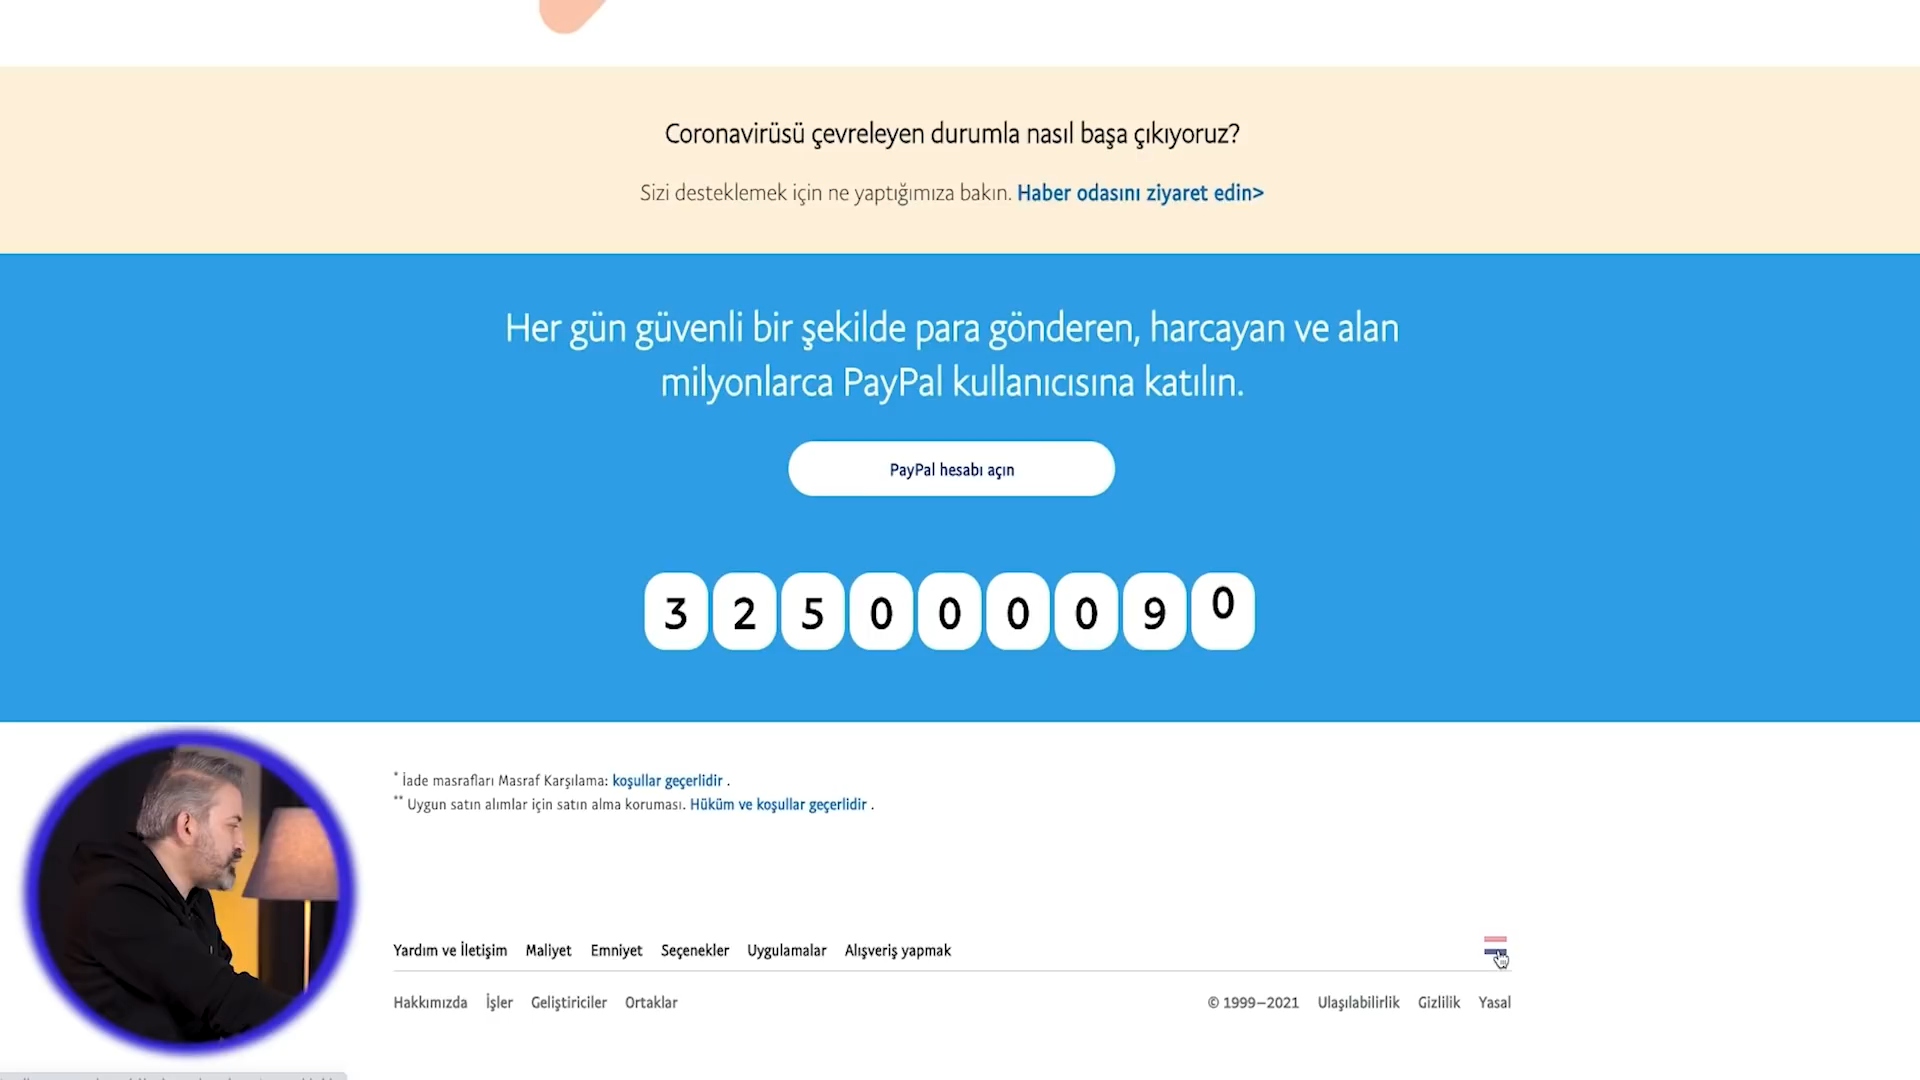 Coronavirüsü çevreleyen durumla nasıl başa çıkıyoruz?
Sizi desteklemek için ne yaptığımıza bakın. Haber odasını ziyaret edin>
Her gün güvenli bir şekilde para gönderen, harcayan ve alan
milyonlarca PayPal kullanıcısına katılın.
PayPal hesabı açın
3 2 5 0 0 0 0 9 0
* İade masrafları Masraf Karşılama: koşullar geçerlidir .
** Uygun satın alımlar için satın alma koruması. Hüküm ve koşullar geçerlidir .
Yardım ve İletişim Maliyet Emniyet Seçenekler Uygulamalar Alışveriş yapmak
Hakkımızda İşler Geliştiriciler Ortaklar © 1999–2021 Ulaşılabilirlik Gizlilik Yasal